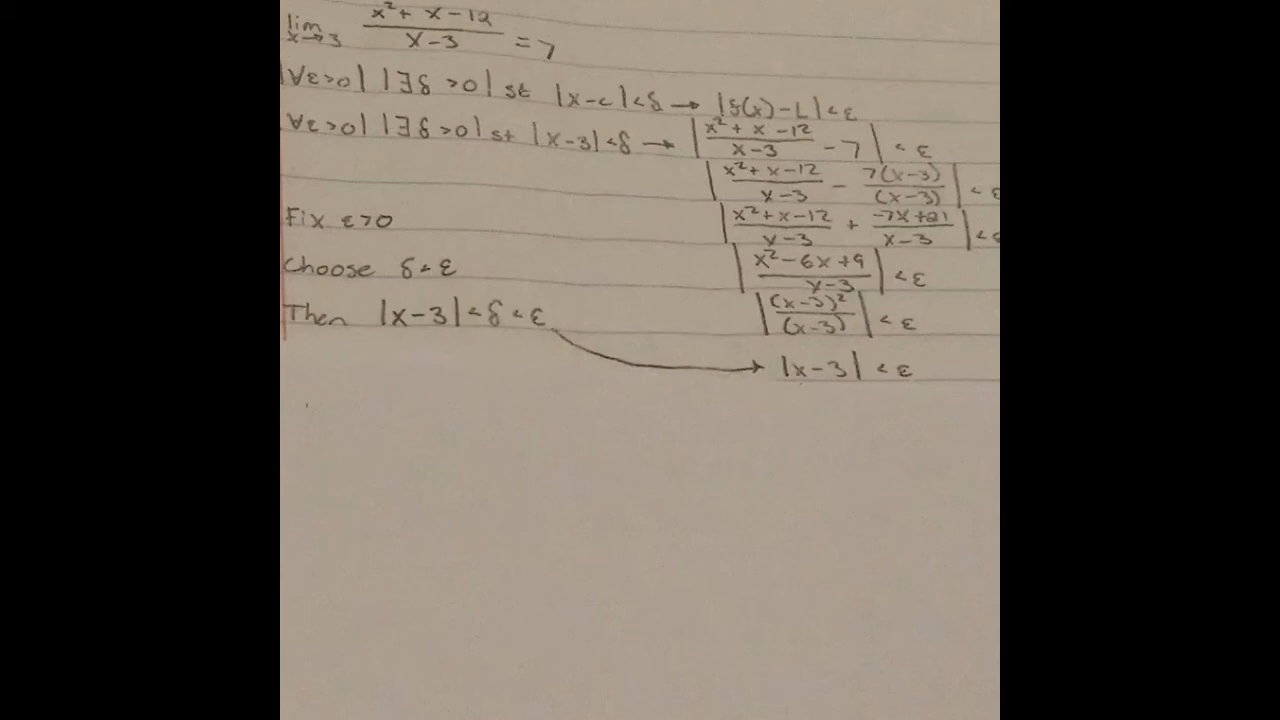 lim x→3 x²+x-12 / x-3 = 7
|∀ε>0| |∃δ>0| st |x-c|<δ → |f(x)-L|<ε
∀ε>0| |∃δ>0| st |x-3|<δ → |x²+x-12 / x-3 - 7| < ε
|x²+x-12 / x-3 - 7(x-3) / (x-3)| < ε
Fix ε>0 |x²+x-12 / x-3 + -7x+21 / x-3| < ε
Choose δ<ε |x²-6x+9 / x-3| < ε
Then |x-3|<δ<ε |(x-3)² / (x-3)| < ε
→ |x-3| < ε